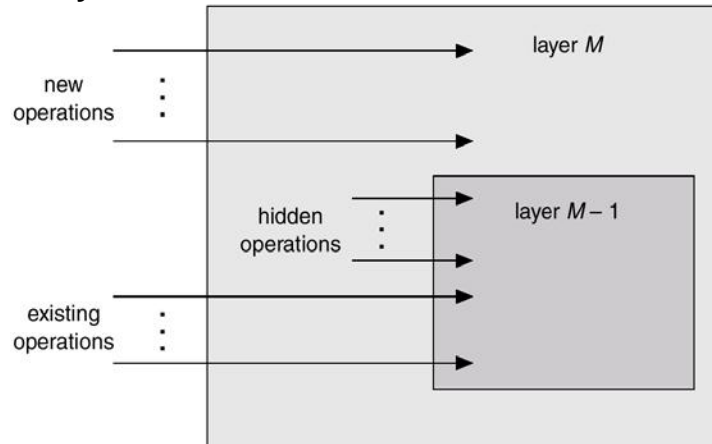 layer M
new
operations
hidden
operations
layer M – 1
existing
operations